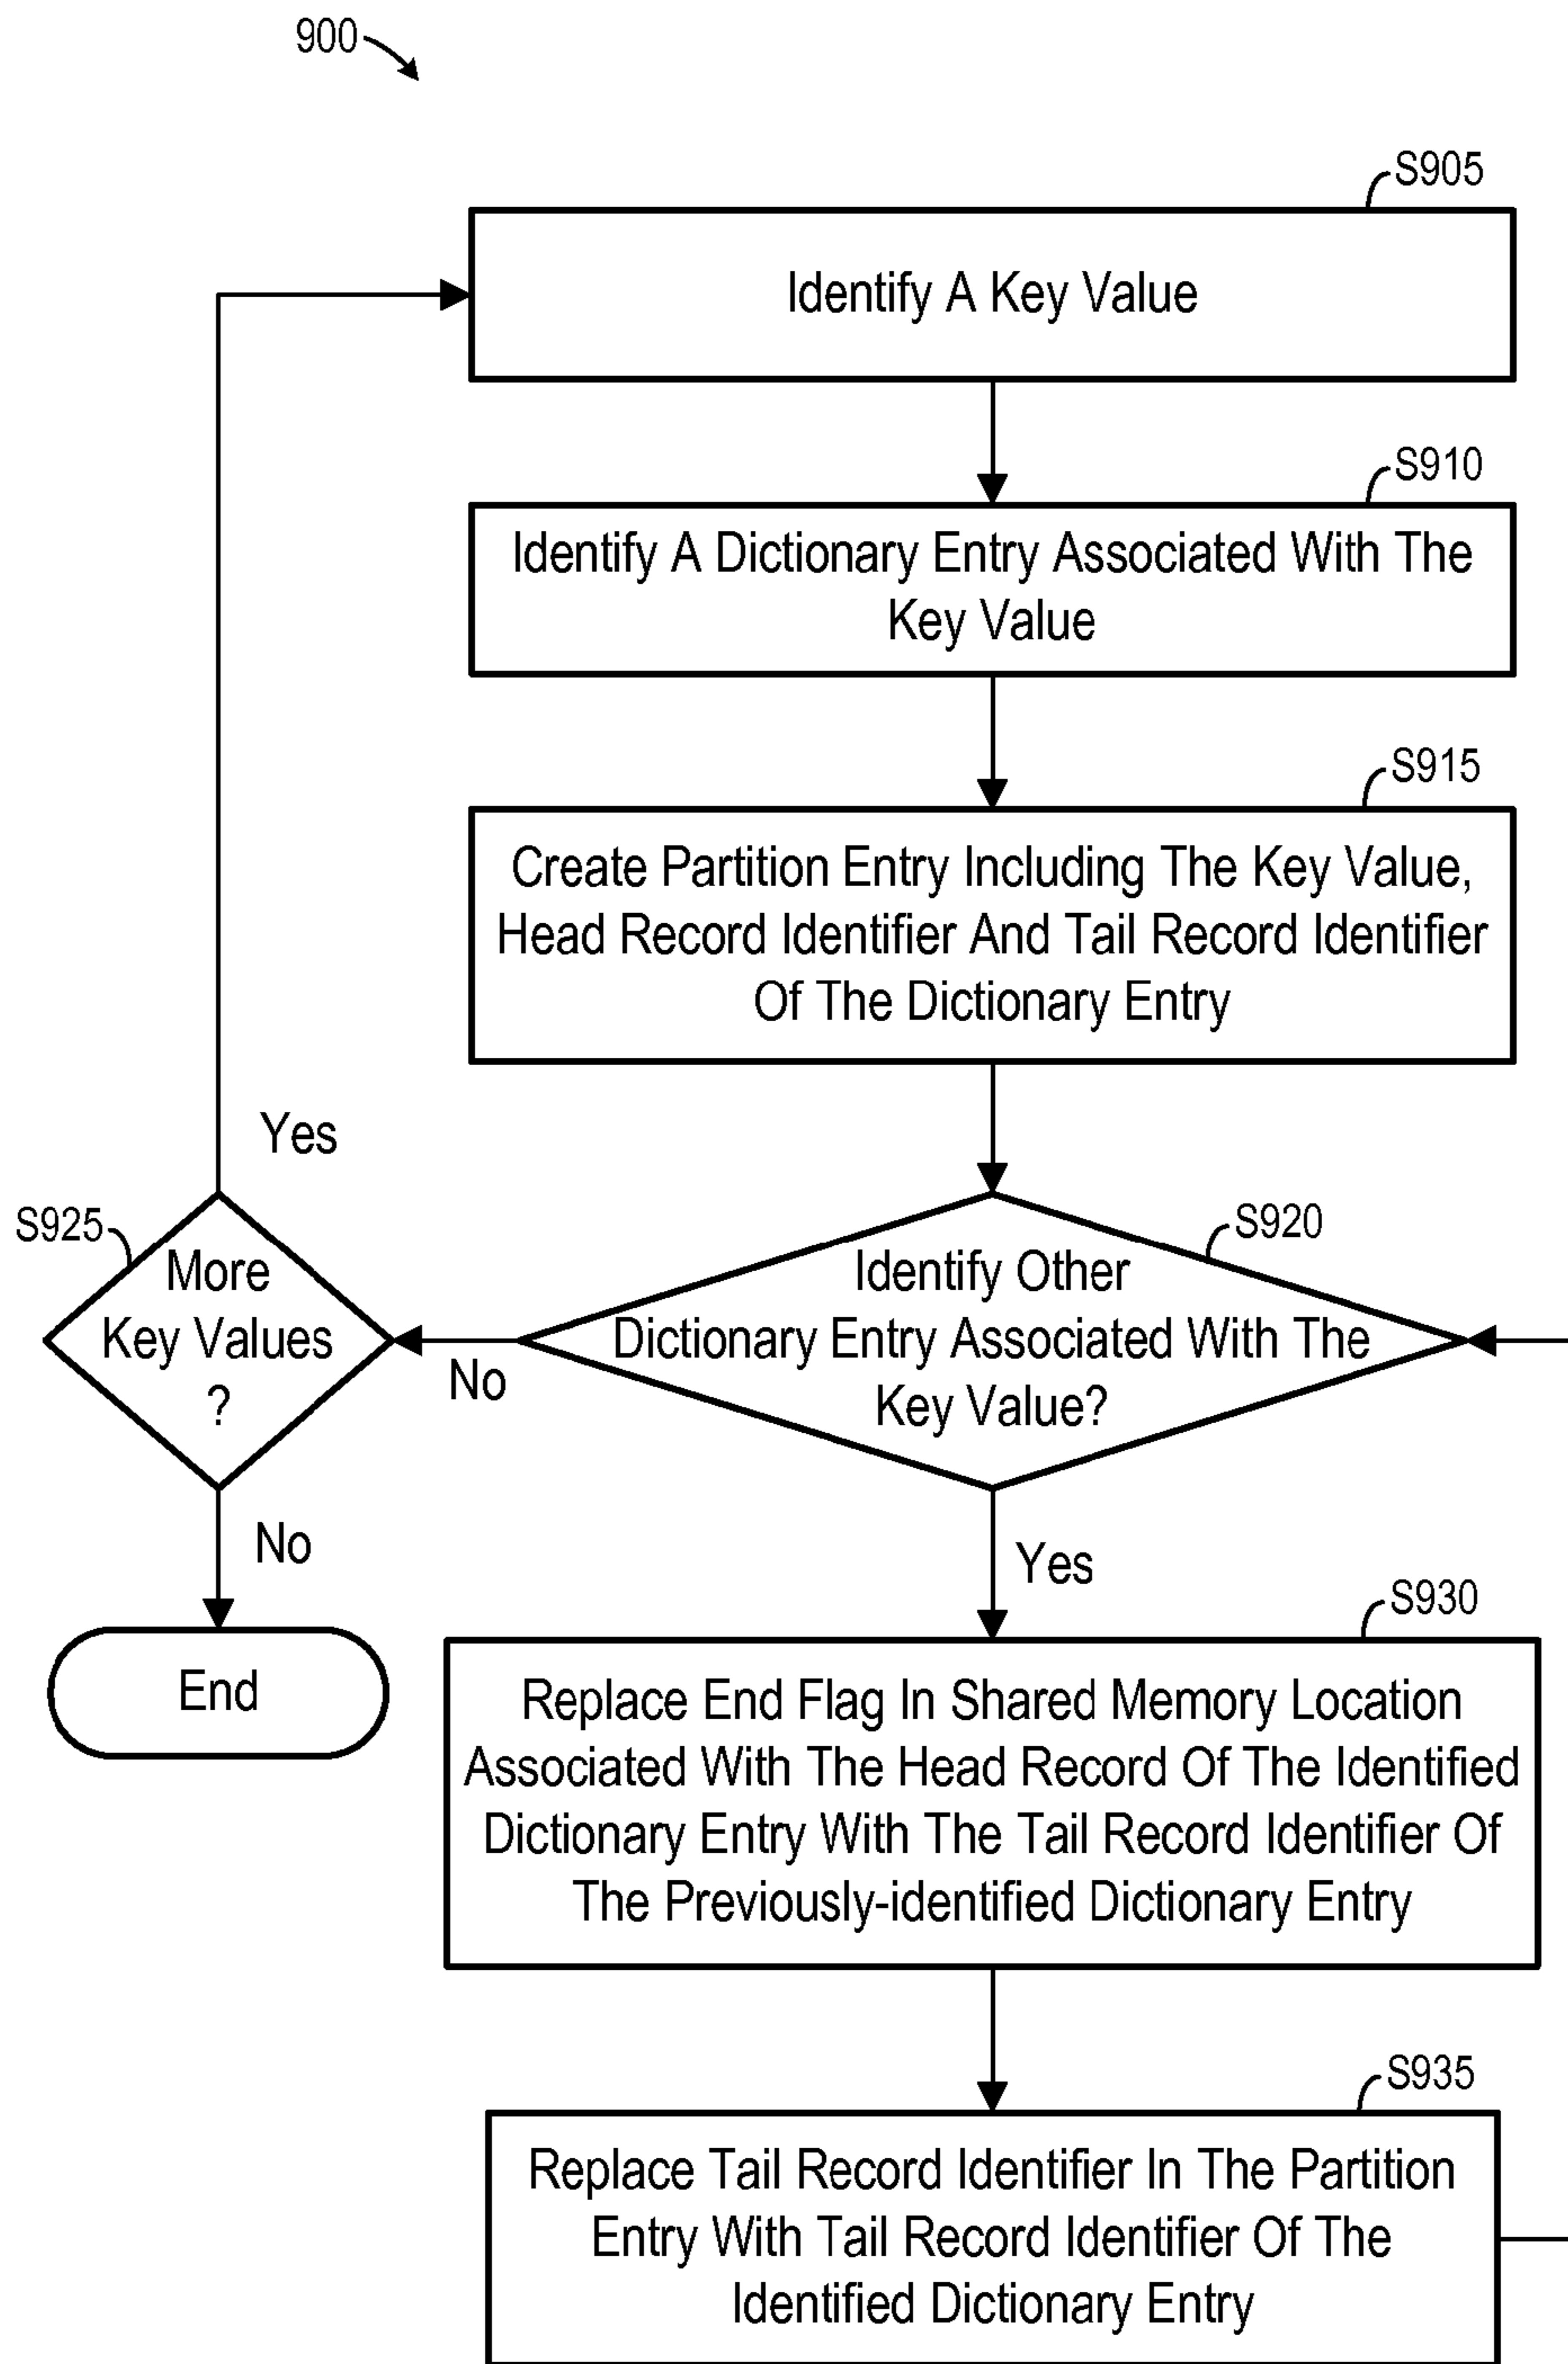 900
S905
Identify A Key Value
S910
Identify A Dictionary Entry Associated With The
Key Value
S915
Create Partition Entry Including The Key Value,
Head Record Identifier And Tail Record Identifier
Of The Dictionary Entry
Yes
S925
More
Key Values
?
No
S920
Identify Other
Dictionary Entry Associated With The
Key Value?
No
End
Yes
S930
Replace End Flag In Shared Memory Location
Associated With The Head Record Of The Identified
Dictionary Entry With The Tail Record Identifier Of
The Previously-identified Dictionary Entry
S935
Replace Tail Record Identifier In The Partition
Entry With Tail Record Identifier Of The
Identified Dictionary Entry